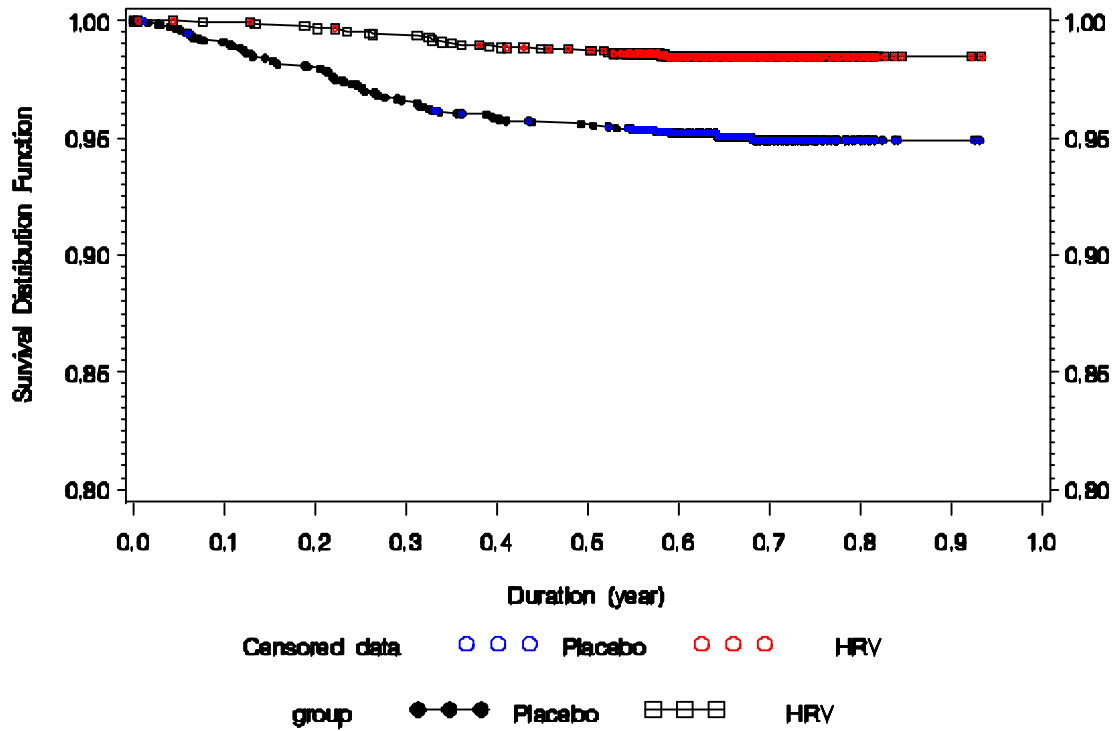 1.00 1.00
0.95 0.95
0.90 0.90
0.85 0.85
0.80 0.80
Survival Distribution Function
0.0 0.1 0.2 0.3 0.4 0.5 0.6 0.7 0.8 0.9 1.0
Duration (year)
Censored data Placebo HRV
group Placebo HRV